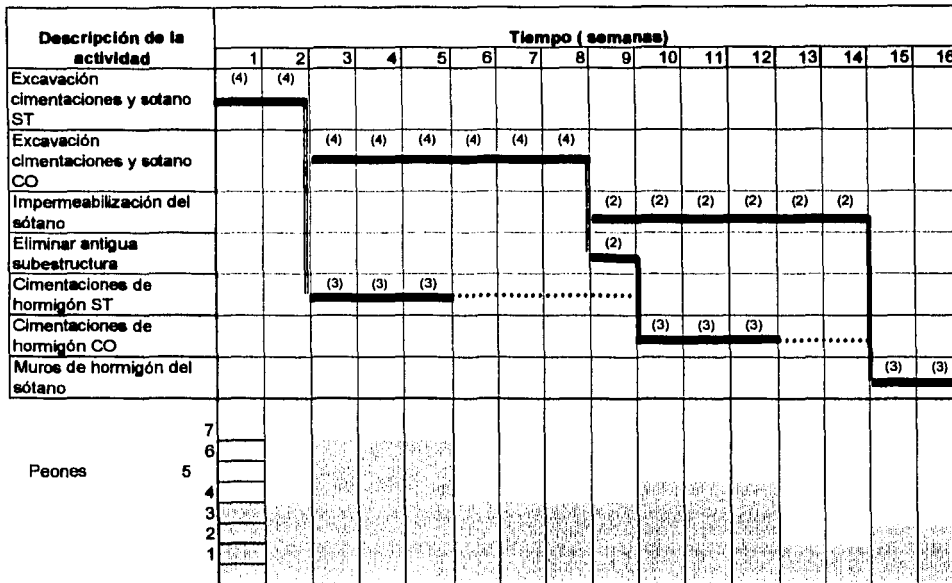 Descripción de la actividad
Tiempo ( semanas)
1 2 3 4 5 6 7 8 9 10 11 12 13 14 15 16
Excavación
cimentaciones y sotano
ST
(4) (4)
Excavación
cimentaciones y sotano
CO
(4) (4) (4) (4) (4) (4)
Impermeabilización del
sótano
(2) (2) (2) (2) (2) (2)
Eliminar antigua
subestructura
(2)
Cimentaciones de
hormigón ST
(3) (3) (3)
Cimentaciones de
hormigón CO
(3) (3) (3)
Muros de hormigón del
sótano
(3) (3)
7
6
Peones 5
4
3
2
1